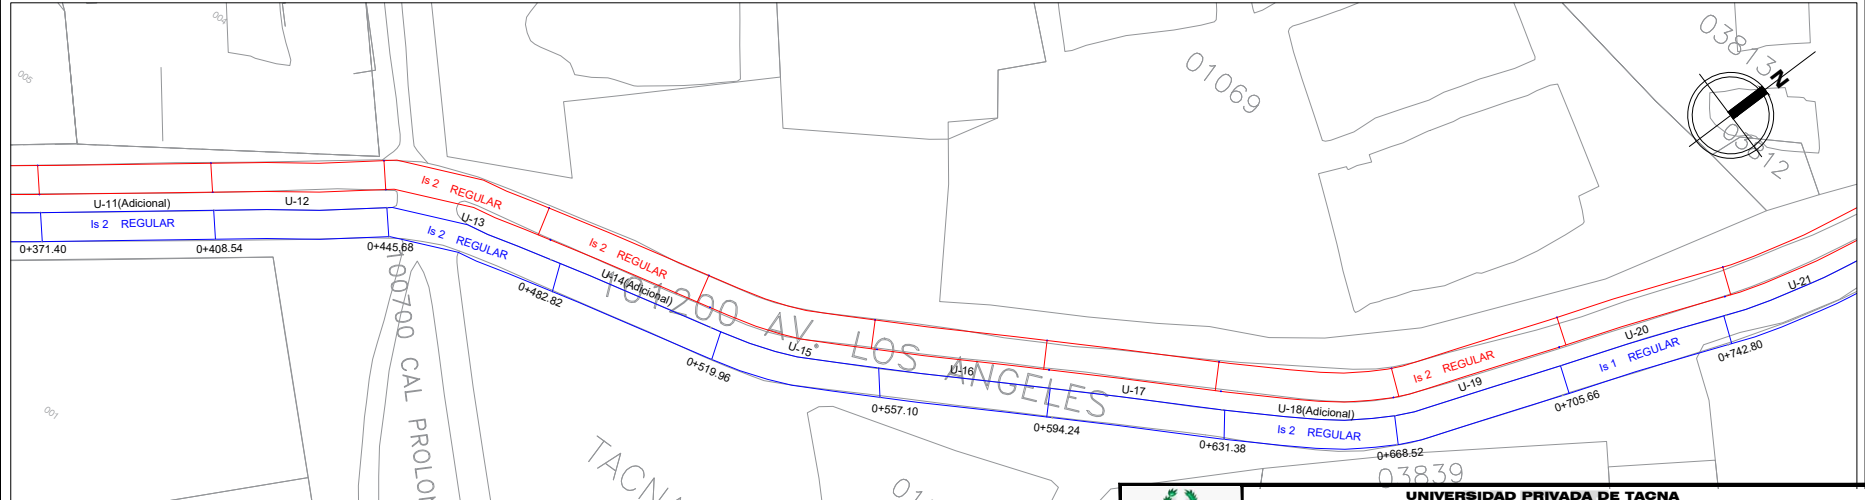 004
005
01069
03813
N
03812
Is 2 REGULAR
U-11(Adicional)
U-12
U-13
Is 2 REGULAR
Is 2 REGULAR
Is 2 REGULAR
0+371.40
0+408.54
0+445.68
0+482.82
U-14(Adicional)
101200 AV. LOS ANGELES
100700 CAL PROLON
0+519.96
U-15
U-16
U-17
U-18(Adicional)
Is 2 REGULAR
Is 2 REGULAR
U-19
U-20
Is 1 REGULAR
U-21
0+557.10
0+594.24
0+631.38
0+668.52
0+705.66
0+742.80
001
TACNA
03839
UNIVERSIDAD PRIVADA DE TACNA